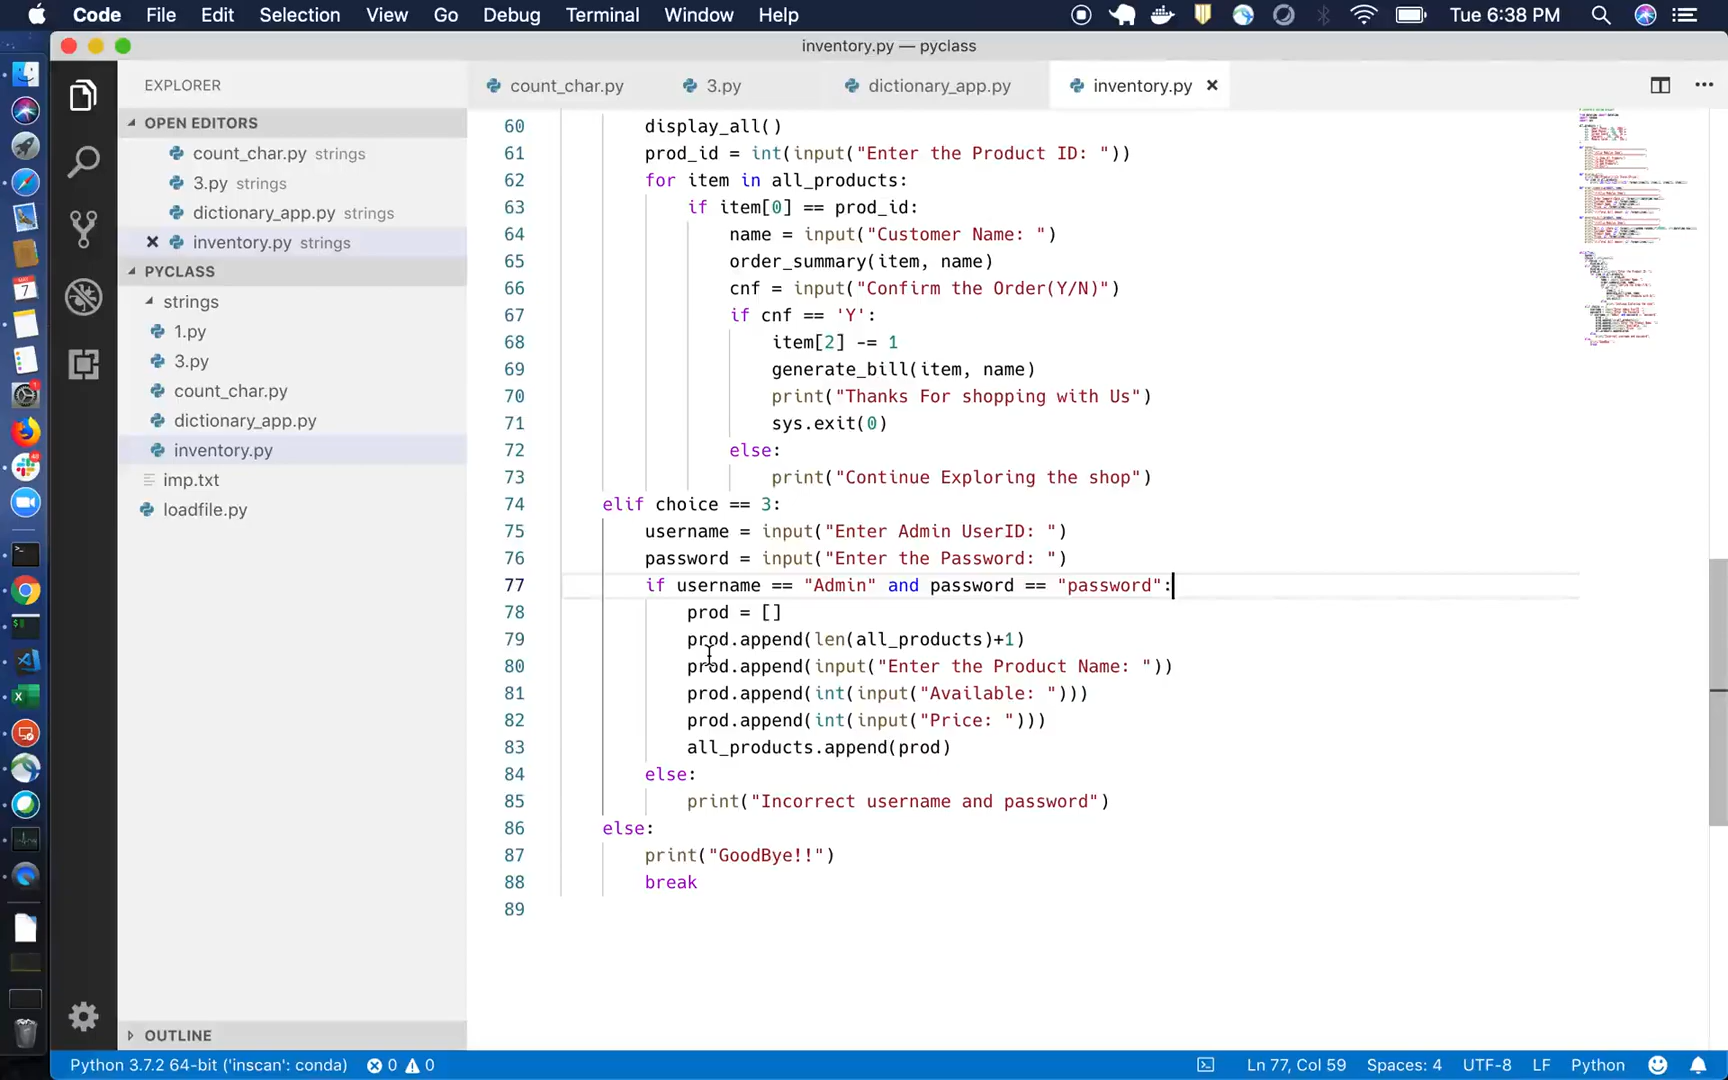 Code File Edit Selection View Go Debug Terminal Window Help Tue 6:38 PM
inventory.py — pyclass
EXPLORER
count_char.py 3.py dictionary_app.py inventory.py
OPEN EDITORS
count_char.py strings
3.py strings
dictionary_app.py strings
inventory.py strings
PYCLASS
strings
1.py
3.py
count_char.py
dictionary_app.py
inventory.py
imp.txt
loadfile.py
OUTLINE
60 display_all()
61 prod_id = int(input("Enter the Product ID: "))
62 for item in all_products:
63 if item[0] == prod_id:
64 name = input("Customer Name: ")
65 order_summary(item, name)
66 cnf = input("Confirm the Order(Y/N)")
67 if cnf == 'Y':
68 item[2] -= 1
69 generate_bill(item, name)
70 print("Thanks For shopping with Us")
71 sys.exit(0)
72 else:
73 print("Continue Exploring the shop")
74 elif choice == 3:
75 username = input("Enter Admin UserID: ")
76 password = input("Enter the Password: ")
77 if username == "Admin" and password == "password":
78 prod = []
79 prod.append(len(all_products)+1)
80 prod.append(input("Enter the Product Name: "))
81 prod.append(int(input("Available: ")))
82 prod.append(int(input("Price: ")))
83 all_products.append(prod)
84 else:
85 print("Incorrect username and password")
86 else:
87 print("GoodBye!!")
88 break
89
Python 3.7.2 64-bit ('inscan': conda) 0 0 Ln 77, Col 59 Spaces: 4 UTF-8 LF Python